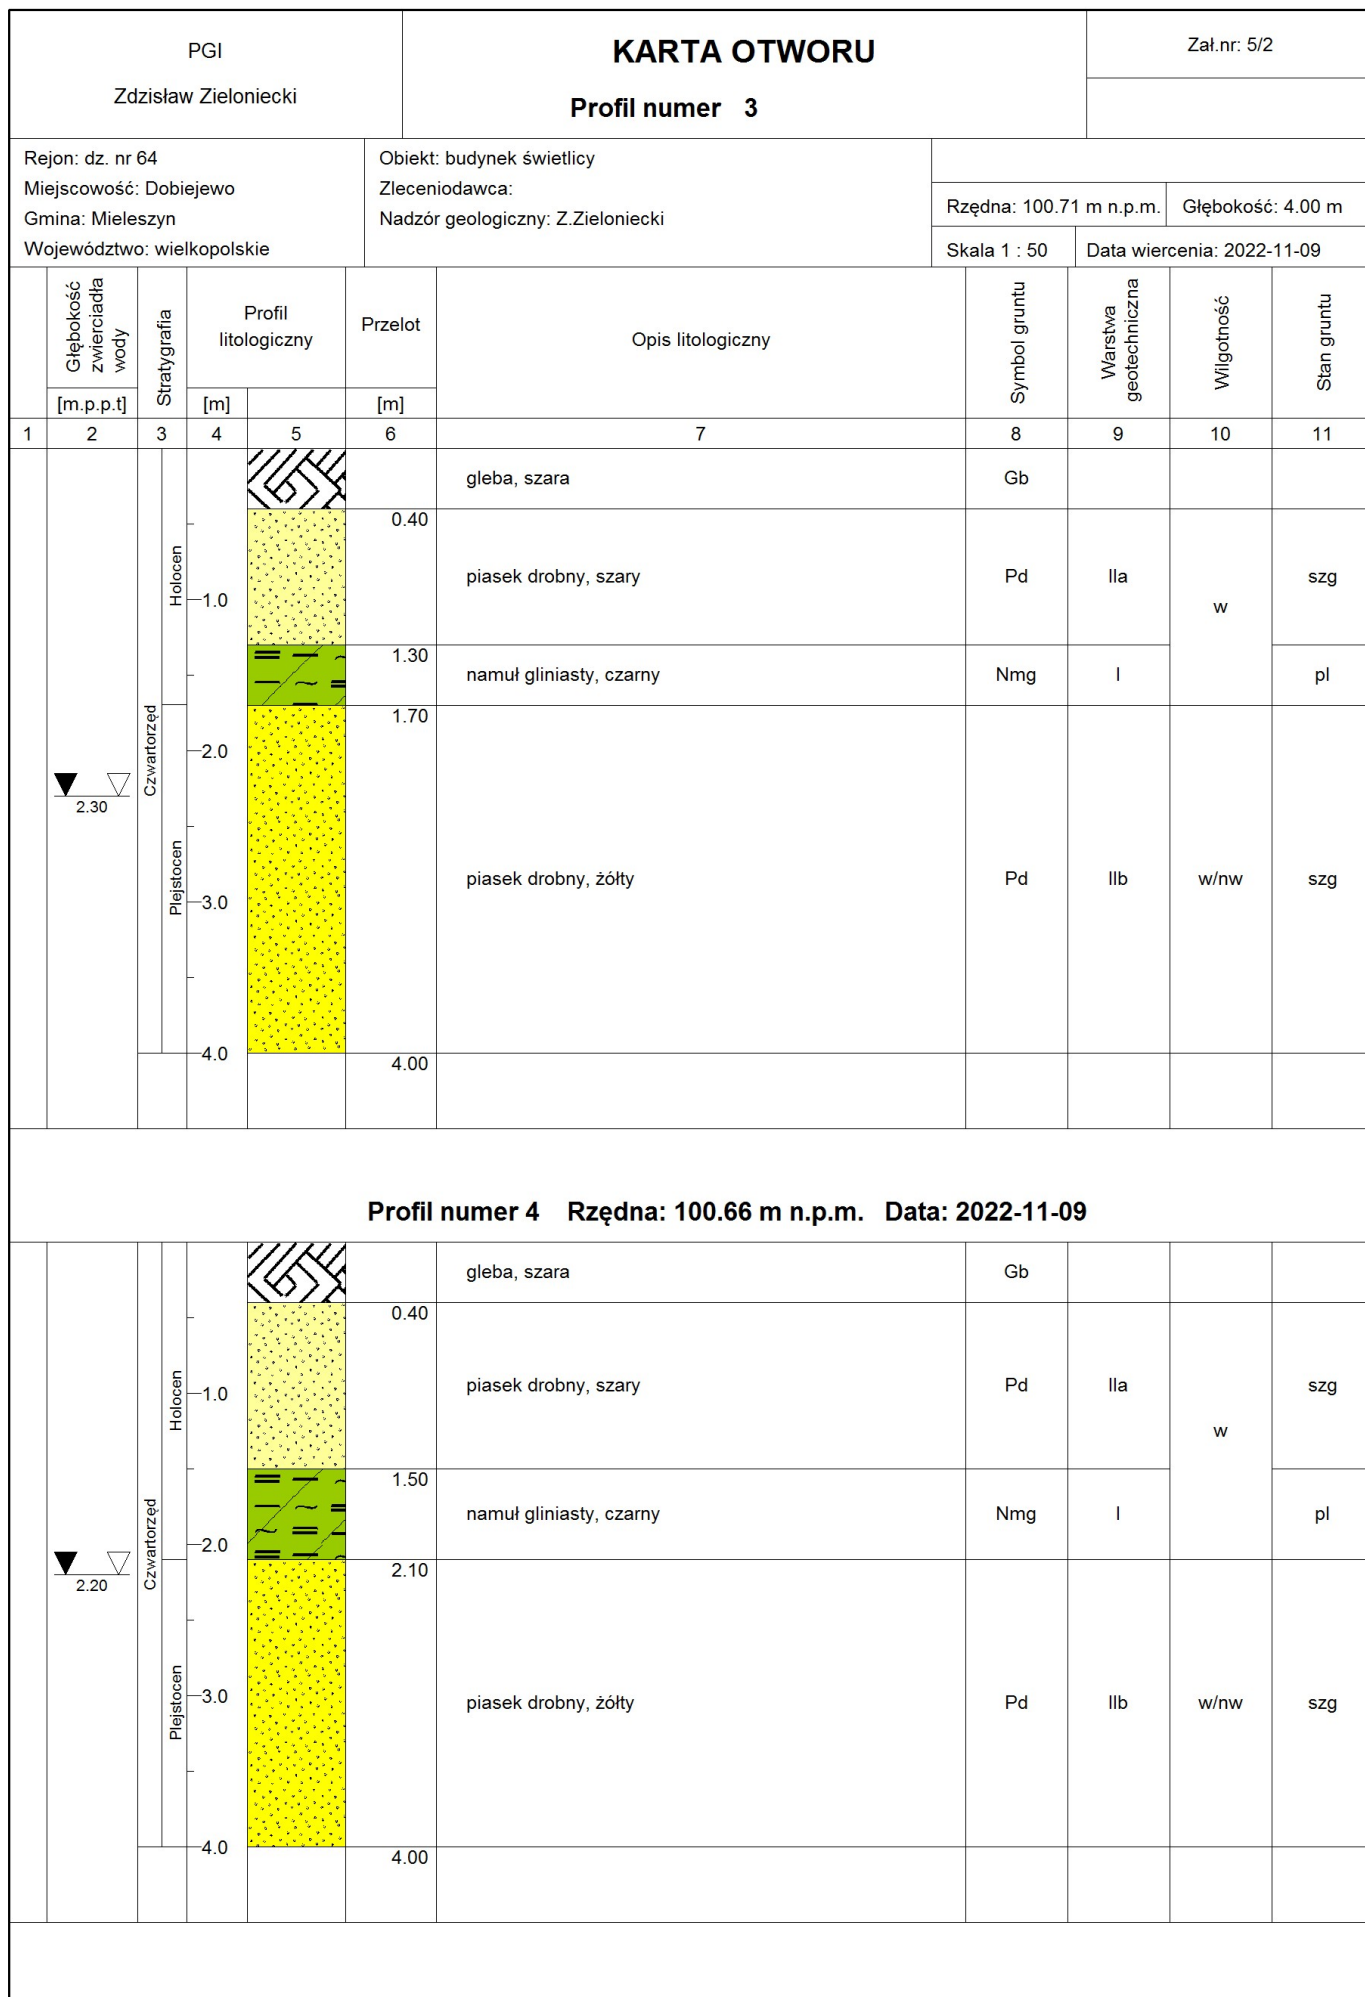 PGI
Zdzisław Zieloniecki
KARTA OTWORU
Profil numer 3
Zał.nr: 5/2
Rejon: dz. nr 64
Miejscowość: Dobiejewo
Gmina: Mieleszyn
Województwo: wielkopolskie
Obiekt: budynek świetlicy
Zleceniodawca:
Nadzór geologiczny: Z.Zieloniecki
Rzędna: 100.71 m n.p.m.
Głębokość: 4.00 m
Skala 1 : 50
Data wiercenia: 2022-11-09
Głębokość
zwierciadła
wody
[m.p.p.t]
Stratygrafia
Profil
litologiczny
[m]
Przelot
[m]
Opis litologiczny
Symbol gruntu
Warstwa
geotechniczna
Wilgotność
Stan gruntu
1 2 3 4 5 6 7 8 9 10 11
gleba, szara Gb
0.40
Holocen
1.0
piasek drobny, szary Pd IIa szg
w
1.30
namuł gliniasty, czarny Nmg I pl
1.70
Czwartorzęd
2.0
2.30
Plejstocen
piasek drobny, żółty Pd IIb w/nw szg
3.0
4.0
4.00
Profil numer 4 Rzędna: 100.66 m n.p.m. Data: 2022-11-09
gleba, szara Gb
0.40
Holocen
1.0
piasek drobny, szary Pd IIa szg
w
1.50
namuł gliniasty, czarny Nmg I pl
Czwartorzęd
2.0
2.10
2.20
Plejstocen
3.0
piasek drobny, żółty Pd IIb w/nw szg
4.0
4.00